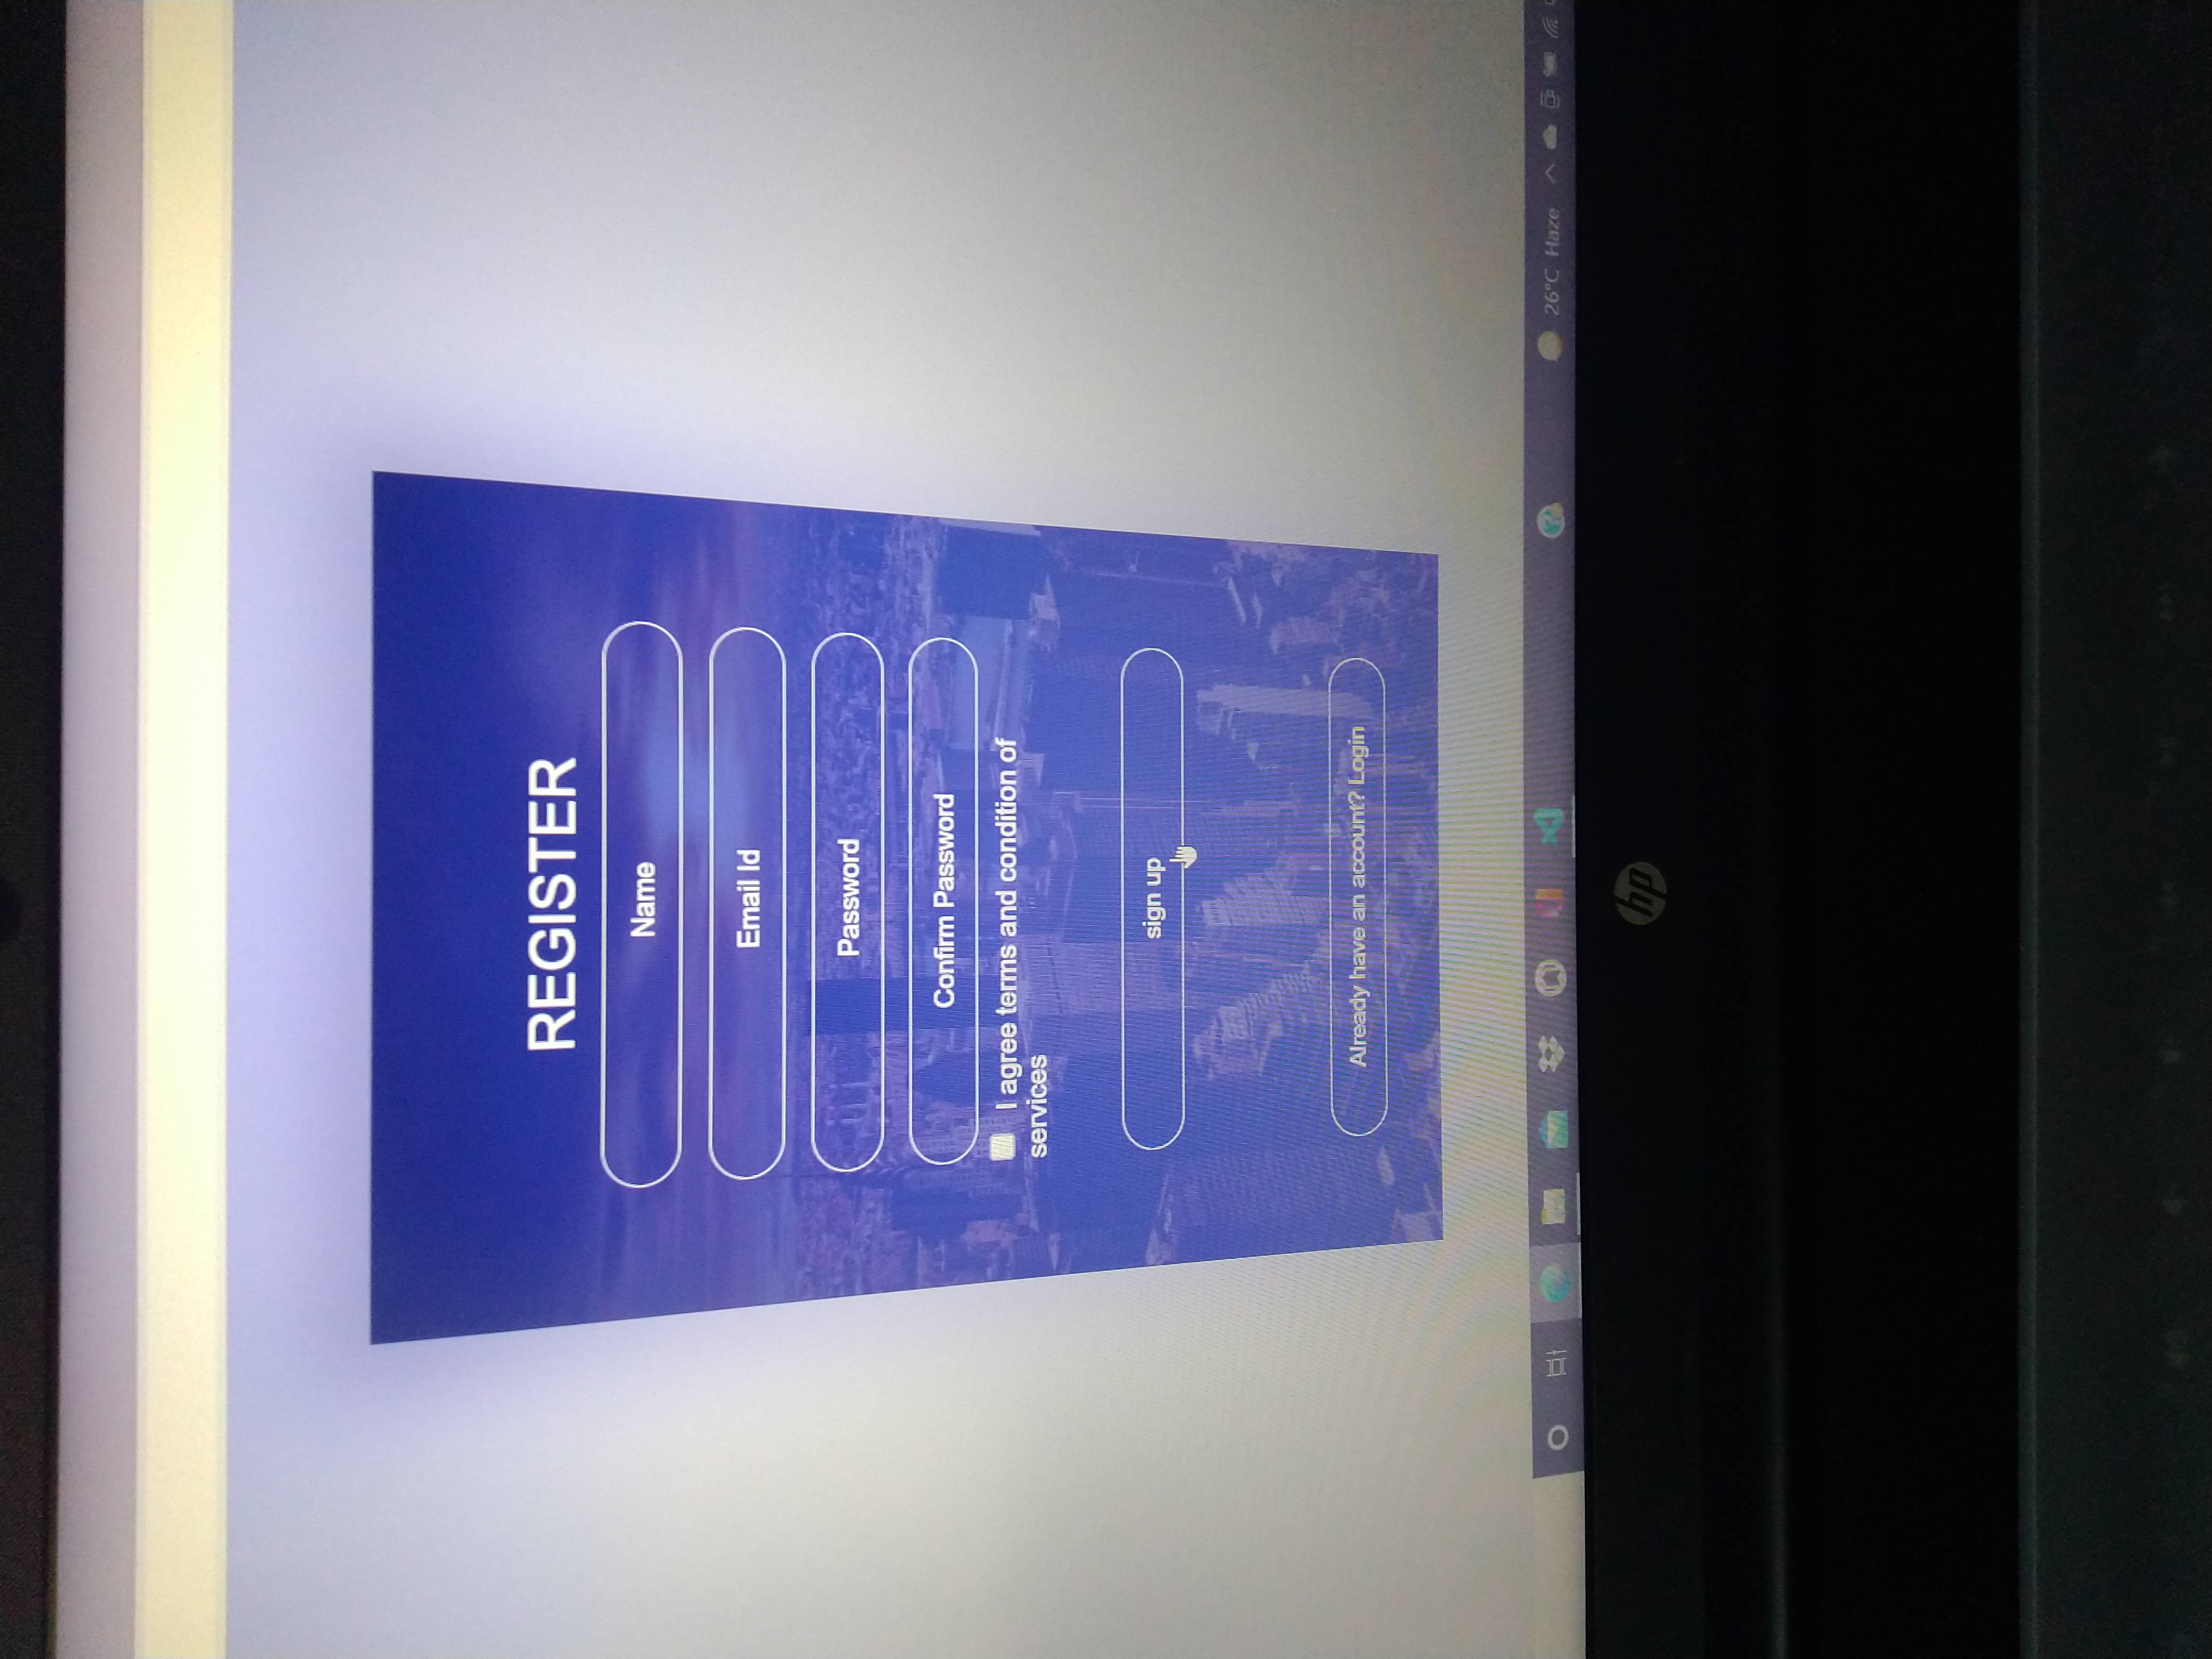 REGISTER
Name
Email Id
Password
Confirm Password
I agree terms and condition of
services
sign up
Already have an account? Login
26°C Haze
hp